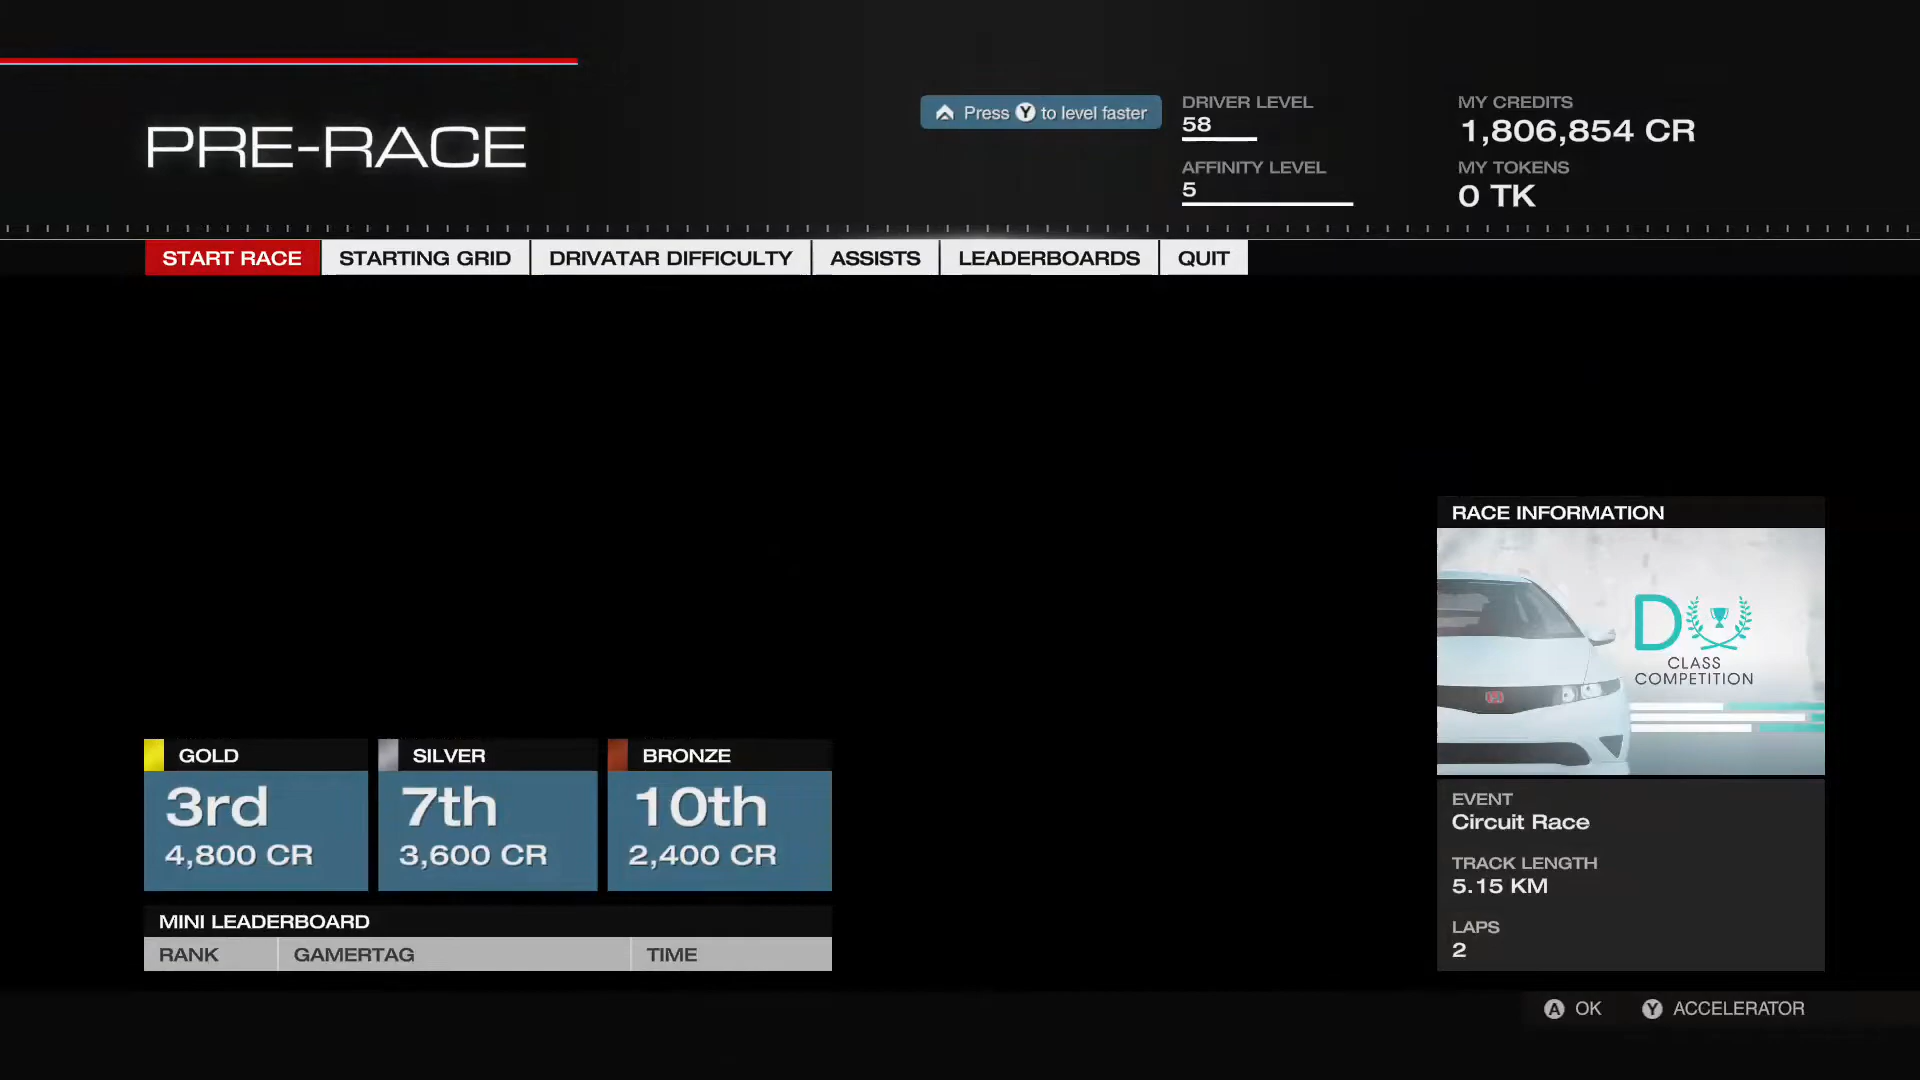 PRE-RACE
Press Y to level faster
DRIVER LEVEL
58
AFFINITY LEVEL
5
MY CREDITS
1,806,854 CR
MY TOKENS
0 TK
START RACE
STARTING GRID
DRIVATAR DIFFICULTY
ASSISTS
LEADERBOARDS
QUIT
GOLD
3rd
4,800 CR
SILVER
7th
3,600 CR
BRONZE
10th
2,400 CR
MINI LEADERBOARD
RANK
GAMERTAG
TIME
RACE INFORMATION
D
CLASS
COMPETITION
EVENT
Circuit Race
TRACK LENGTH
5.15 KM
LAPS
2
A OK
Y ACCELERATOR